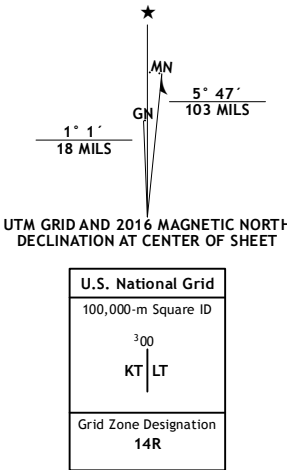 ★
MN
GN
5° 47´
103 MILS
1° 1´
18 MILS
UTM GRID AND 2016 MAGNETIC NORTH
DECLINATION AT CENTER OF SHEET
U.S. National Grid
100,000-m Square ID
³00
KT LT
Grid Zone Designation
14R